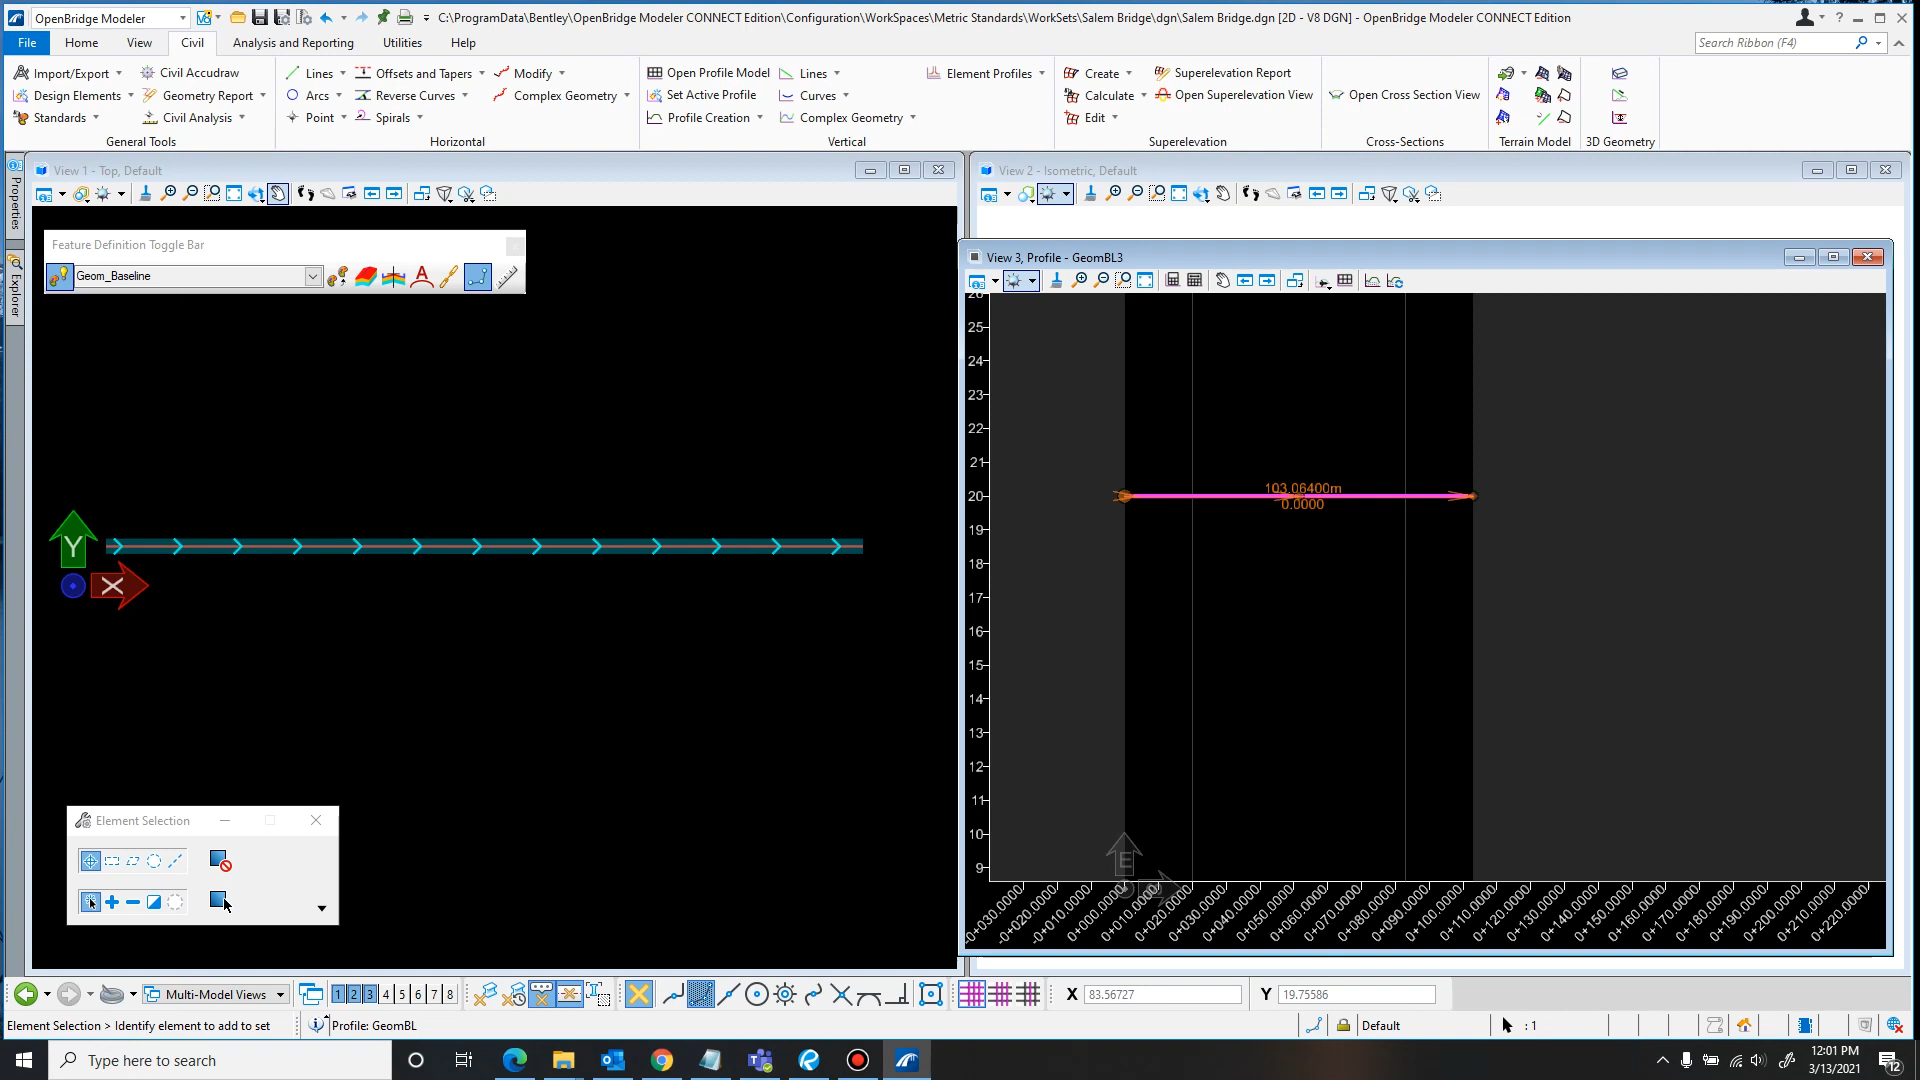 OpenBridge Modeler
C:\ProgramData\Bentley\OpenBridge Modeler CONNECT Edition\Configuration\WorkSpaces\Metric Standards\WorkSets\Salem Bridge\dgn\Salem Bridge.dgn [2D - V8 DGN] - OpenBridge Modeler CONNECT Edition
File Home View Civil Analysis and Reporting Utilities Help
Search Ribbon (F4)
Import/Export Civil Accudraw Lines Offsets and Tapers Modify Open Profile Model Lines Element Profiles Create Superelevation Report
Design Elements Geometry Report Arcs Reverse Curves Complex Geometry Set Active Profile Curves Calculate Open Superelevation View Open Cross Section View
Standards Civil Analysis Point Spirals Profile Creation Complex Geometry Edit
General Tools Horizontal Vertical Superelevation Cross-Sections Terrain Model 3D Geometry
Properties
Explorer
View 1 - Top, Default
Feature Definition Toggle Bar
Geom_Baseline
Y
X
Element Selection
View 2 - Isometric, Default
View 3, Profile - GeomBL3
26
25
24
23
22
21
20
19
18
17
16
15
14
13
12
11
10
9
103.06400m
0.0000
E
-0+030.0000
-0+020.0000
-0+010.0000
0+000.0000
0+010.0000
0+020.0000
0+030.0000
0+040.0000
0+050.0000
0+060.0000
0+070.0000
0+080.0000
0+090.0000
0+100.0000
0+110.0000
0+120.0000
0+130.0000
0+140.0000
0+150.0000
0+160.0000
0+170.0000
0+180.0000
0+190.0000
0+200.0000
0+210.0000
0+220.0000
Multi-Model Views 1 2 3 4 5 6 7 8 X 83.56727 Y 19.75586
Element Selection > Identify element to add to set Profile: GeomBL Default : 1
Type here to search
12:01 PM
3/13/2021
12